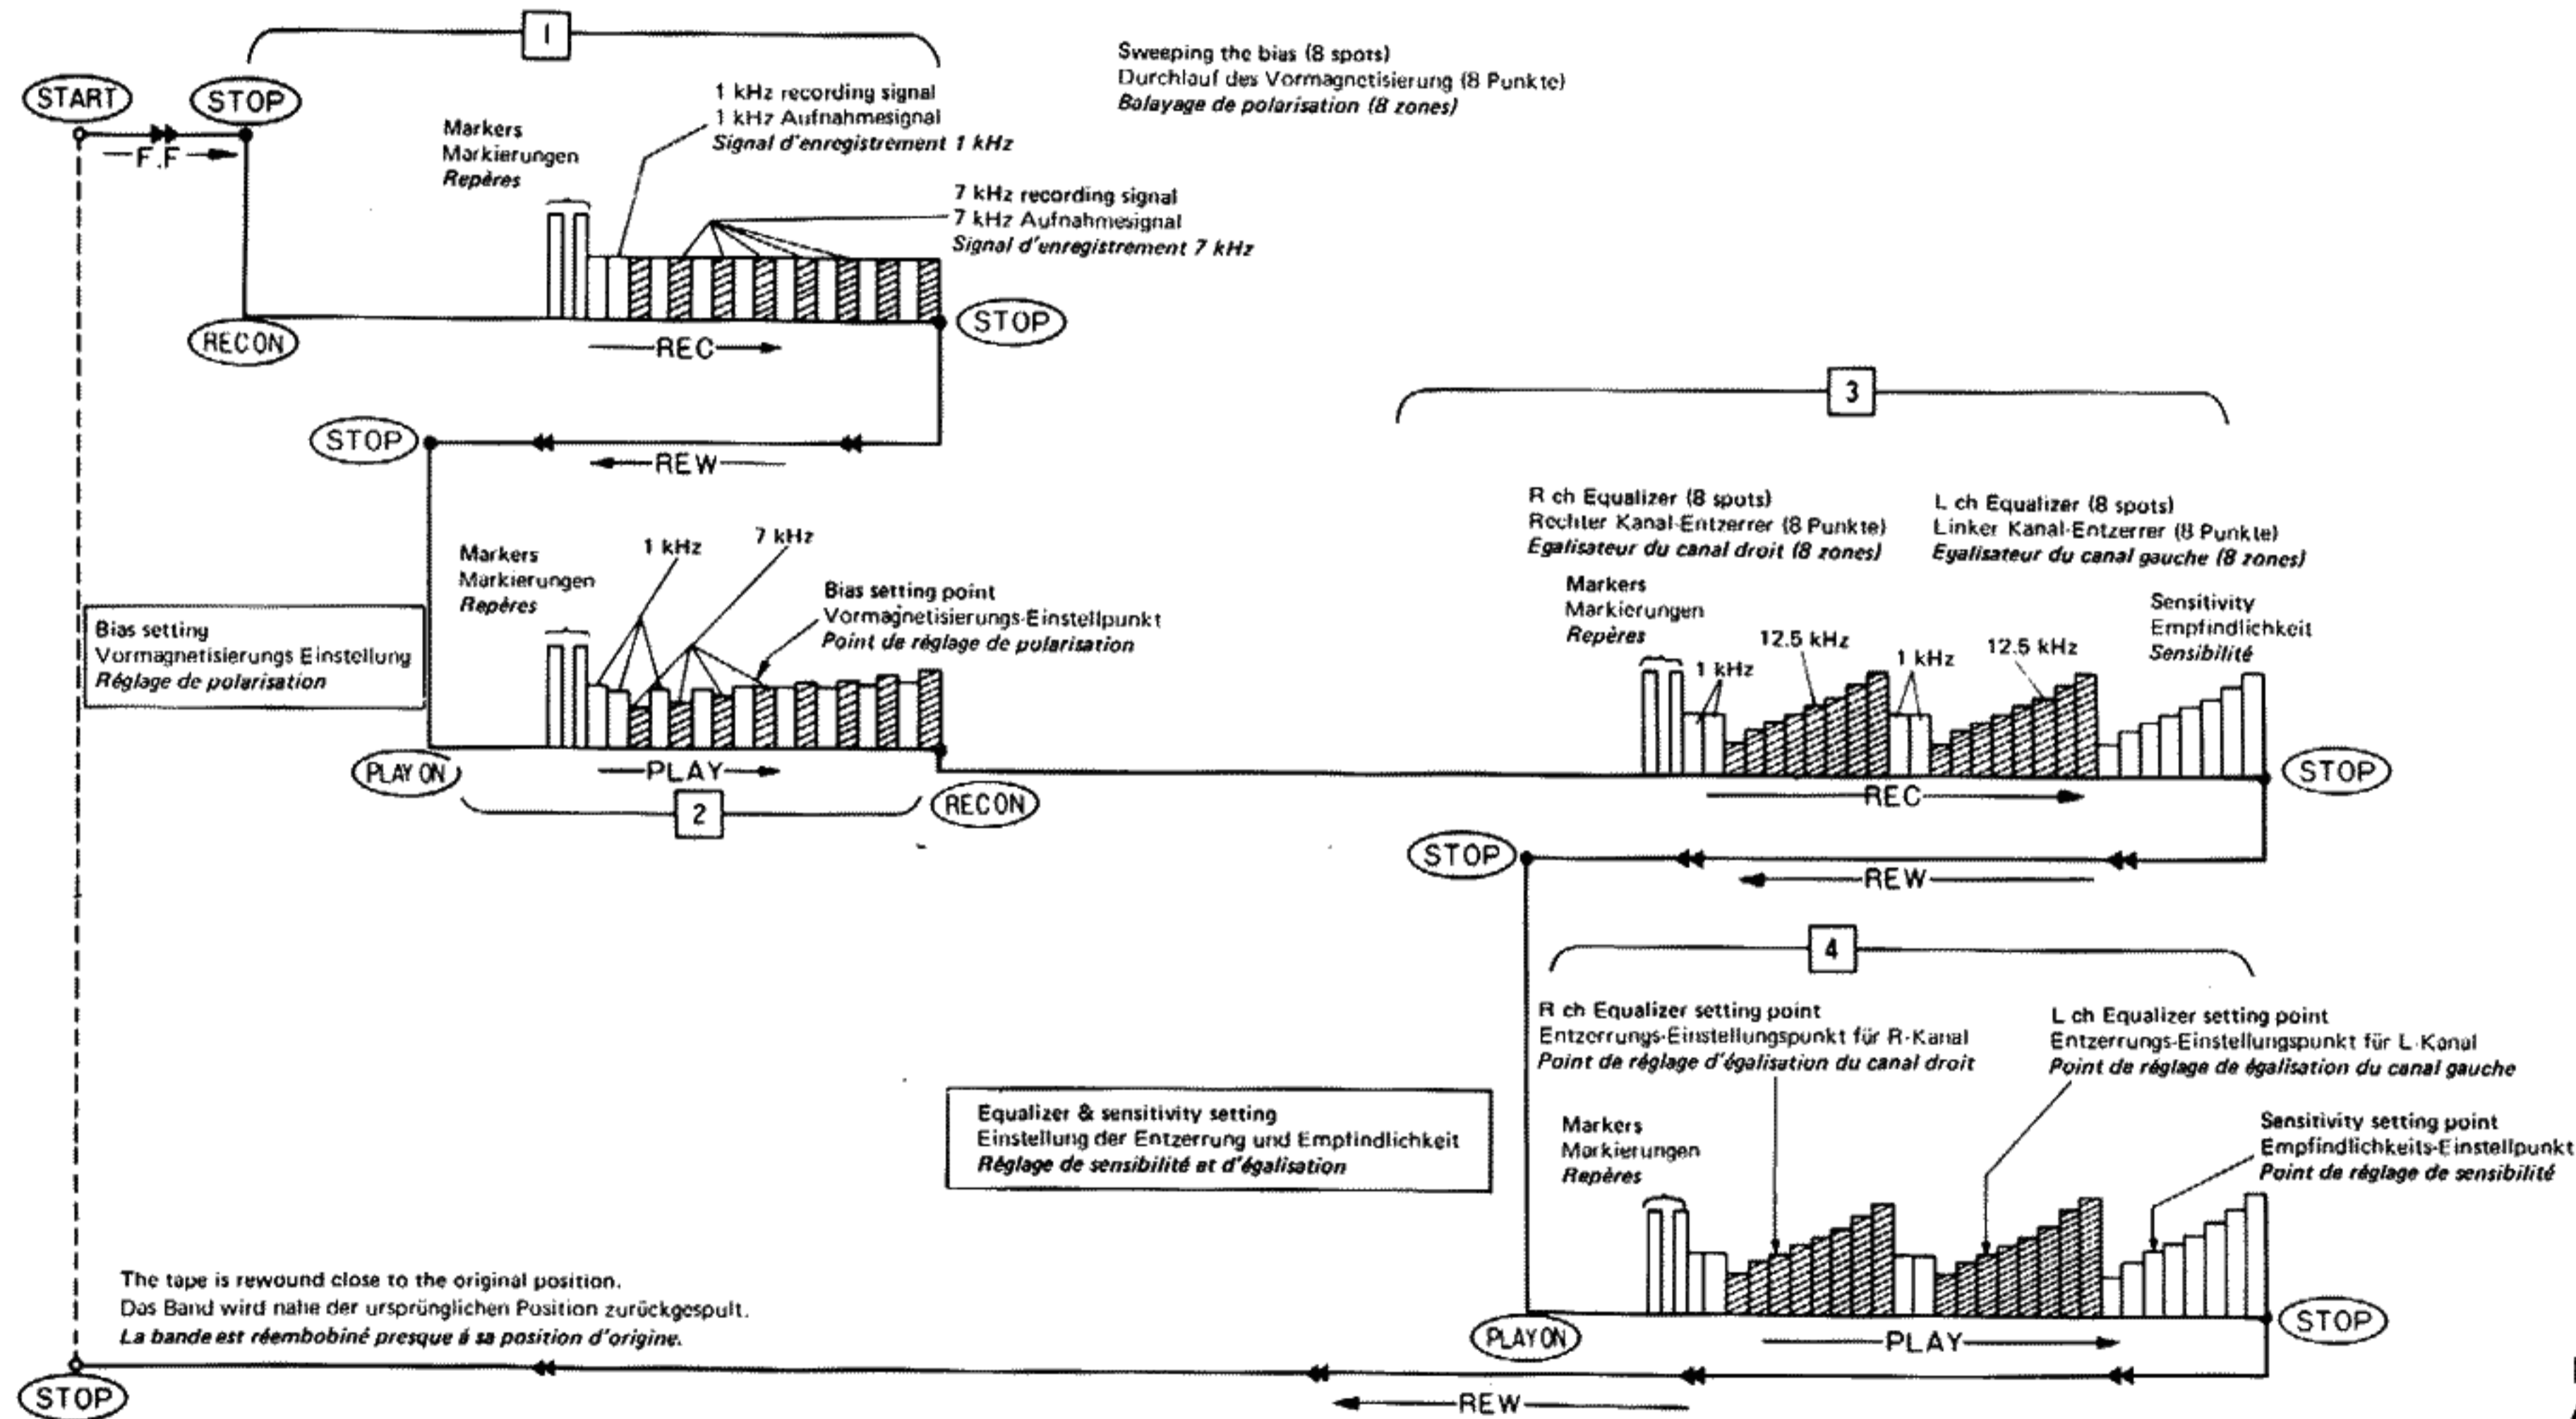 1
START
STOP
F.F
Sweeping the bias (8 spots)
Durchlauf des Vormagnetisierung (8 Punkte)
Balayage de polarisation (8 zones)
1 kHz recording signal
1 kHz Aufnahmesignal
Signal d'enregistrement 1 kHz
Markers
Markierungen
Repères
7 kHz recording signal
7 kHz Aufnahmesignal
Signal d'enregistrement 7 kHz
REC ON
REC
STOP
STOP
REW
3
R ch Equalizer (8 spots)
Rechter Kanal-Entzerrer (8 Punkte)
Egalisateur du canal droit (8 zones)
L ch Equalizer (8 spots)
Linker Kanal-Entzerrer (8 Punkte)
Egalisateur du canal gauche (8 zones)
Markers
Markierungen
Repères
1 kHz
7 kHz
Bias setting point
Vormagnetisierungs-Einstellpunkt
Point de réglage de polarisation
Bias setting
Vormagnetisierungs Einstellung
Réglage de polarisation
Markers
Markierungen
Repères
1 kHz
12.5 kHz
1 kHz
12.5 kHz
Sensitivity
Empfindlichkeit
Sensibilité
PLAY ON
PLAY
2
REC ON
REC
STOP
STOP
REW
4
R ch Equalizer setting point
Entzerrungs-Einstellungspunkt für R-Kanal
Point de réglage d'égalisation du canal droit
L ch Equalizer setting point
Entzerrungs-Einstellungspunkt für L-Kanal
Point de réglage de égalisation du canal gauche
Equalizer & sensitivity setting
Einstellung der Entzerrung und Empfindlichkeit
Réglage de sensibilité et d'égalisation
Markers
Markierungen
Repères
Sensitivity setting point
Empfindlichkeits-Einstellpunkt
Point de réglage de sensibilité
The tape is rewound close to the original position.
Das Band wird nahe der ursprünglichen Position zurückgespult.
La bande est réembobiné presque á sa position d'origine.
PLAY ON
PLAY
STOP
STOP
REW